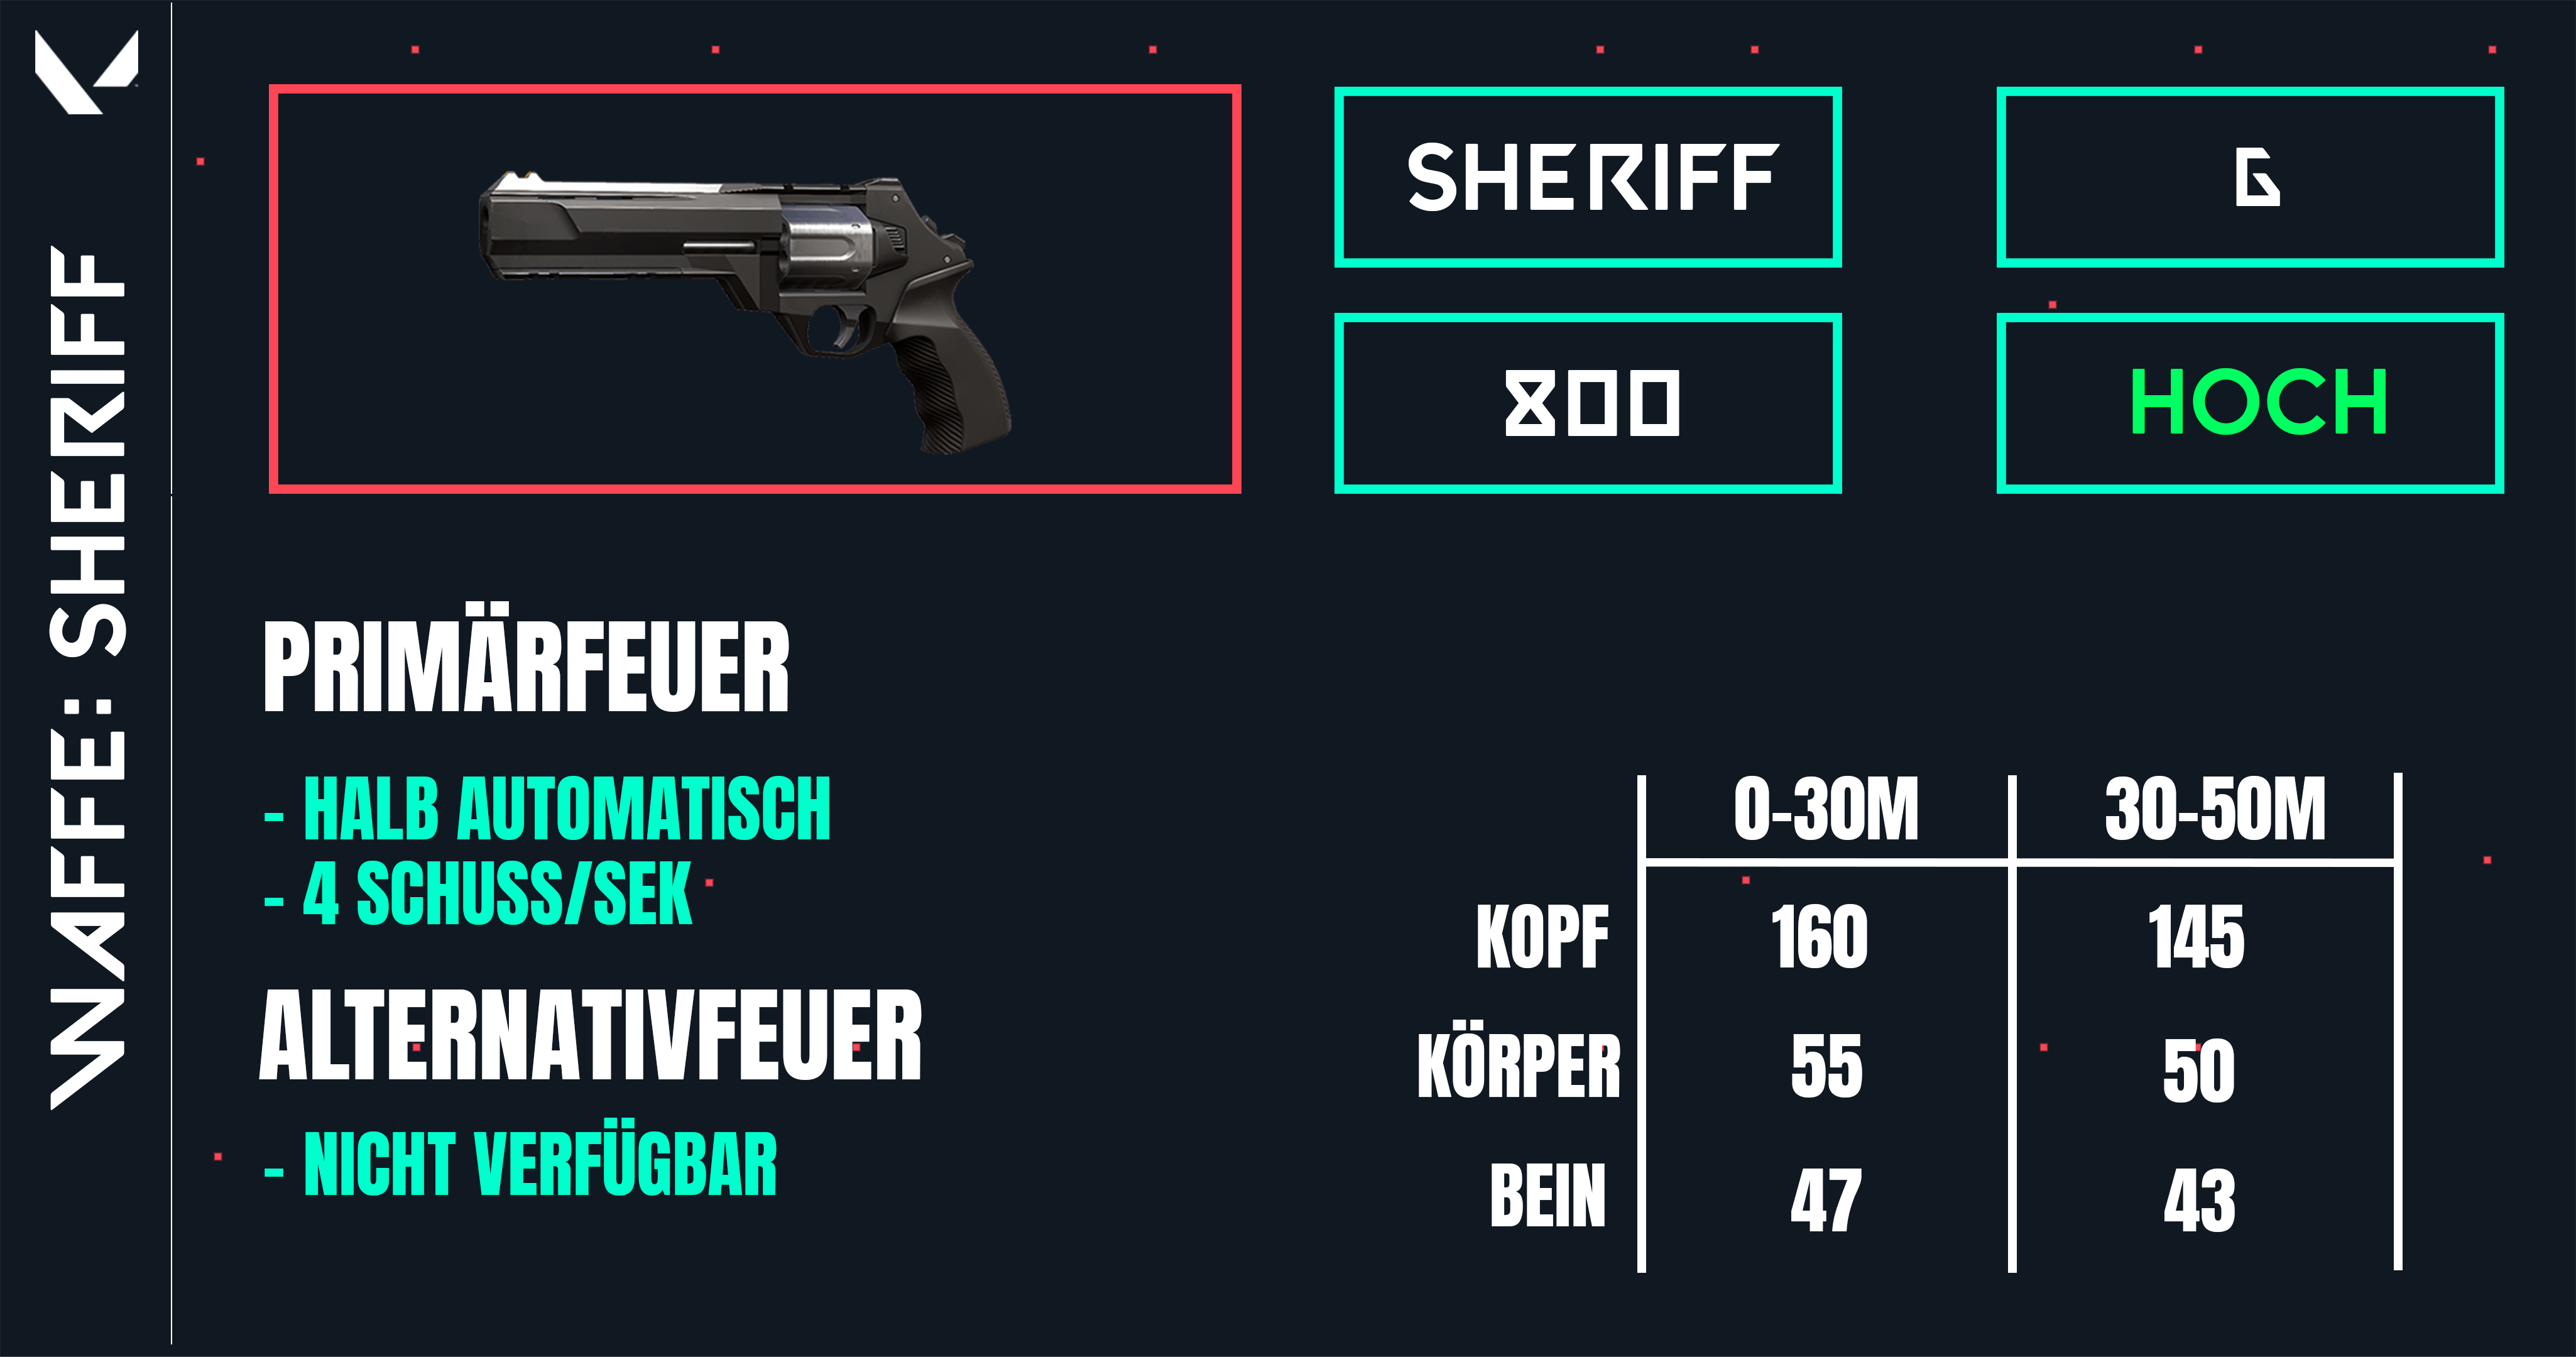 WAFFE: SHERIFF
SHERIFF
6
800
HOCH
PRIMÄRFEUER
- HALB AUTOMATISCH
- 4 SCHUSS/SEK
ALTERNATIVFEUER
- NICHT VERFÜGBAR
0-30M 30-50M
KOPF 160 145
KÖRPER 55 50
BEIN 47 43